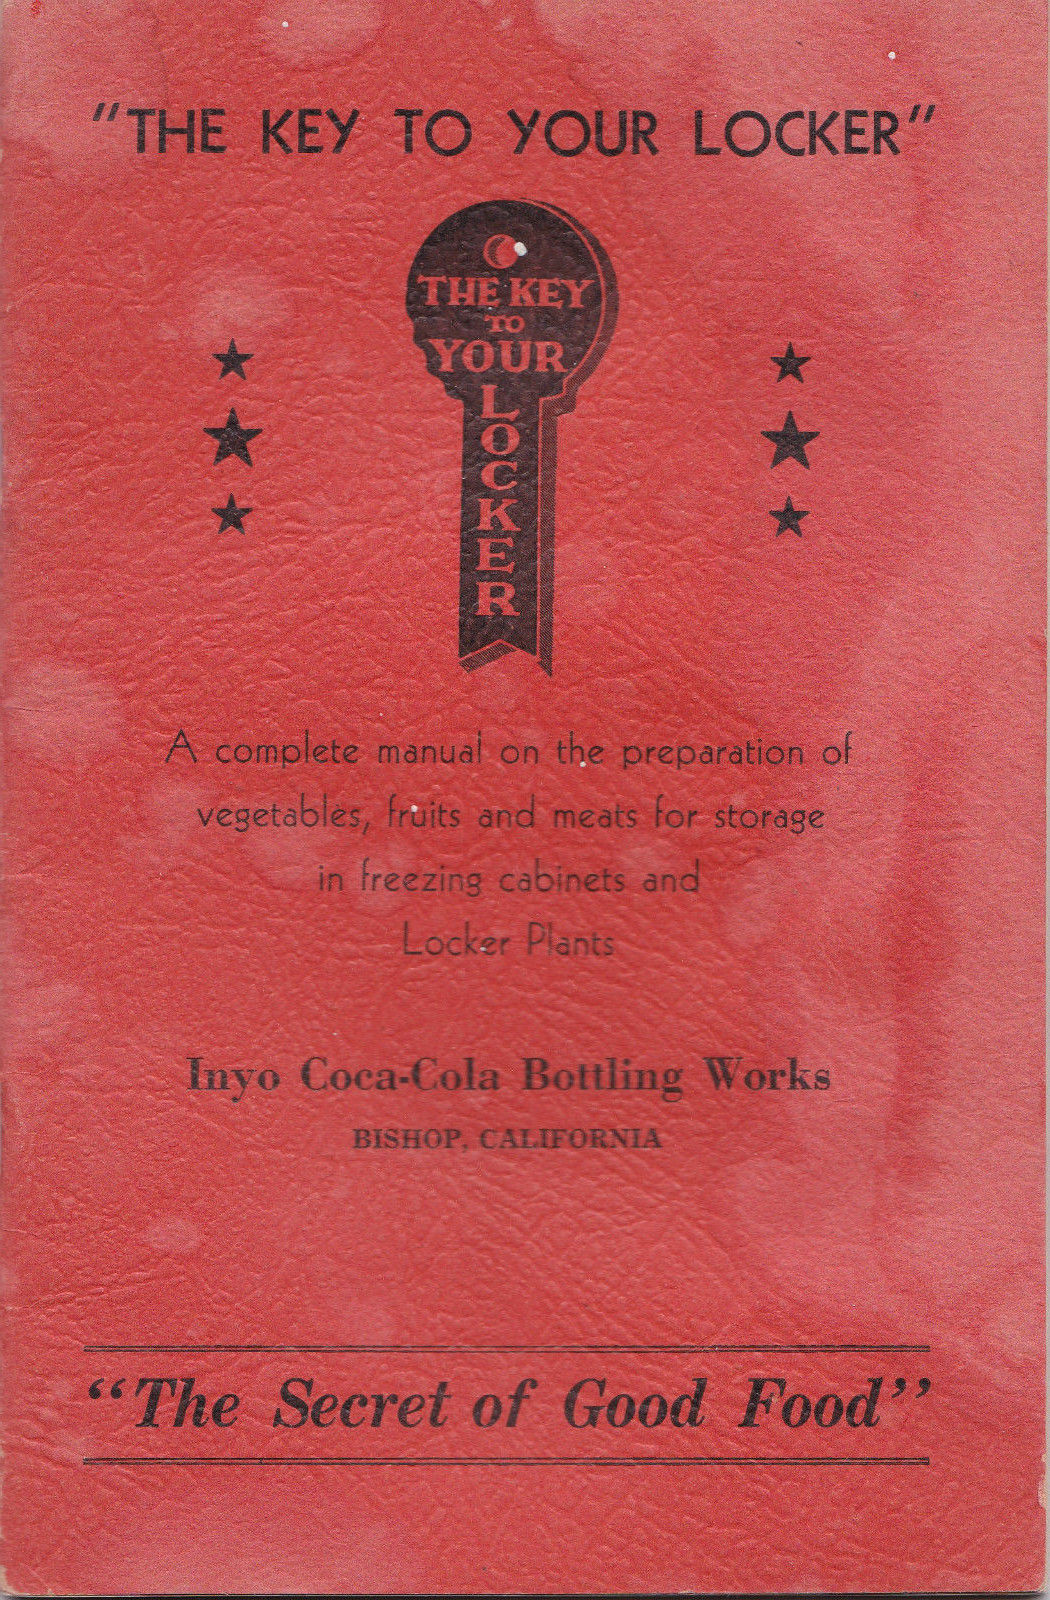 "THE KEY TO YOUR LOCKER"
THE KEY
TO
YOUR
LOCKER
A complete manual on the preparation of
vegetables, fruits and meats for storage
in freezing cabinets and
Locker Plants
Inyo Coca-Cola Bottling Works
BISHOP, CALIFORNIA
"The Secret of Good Food"